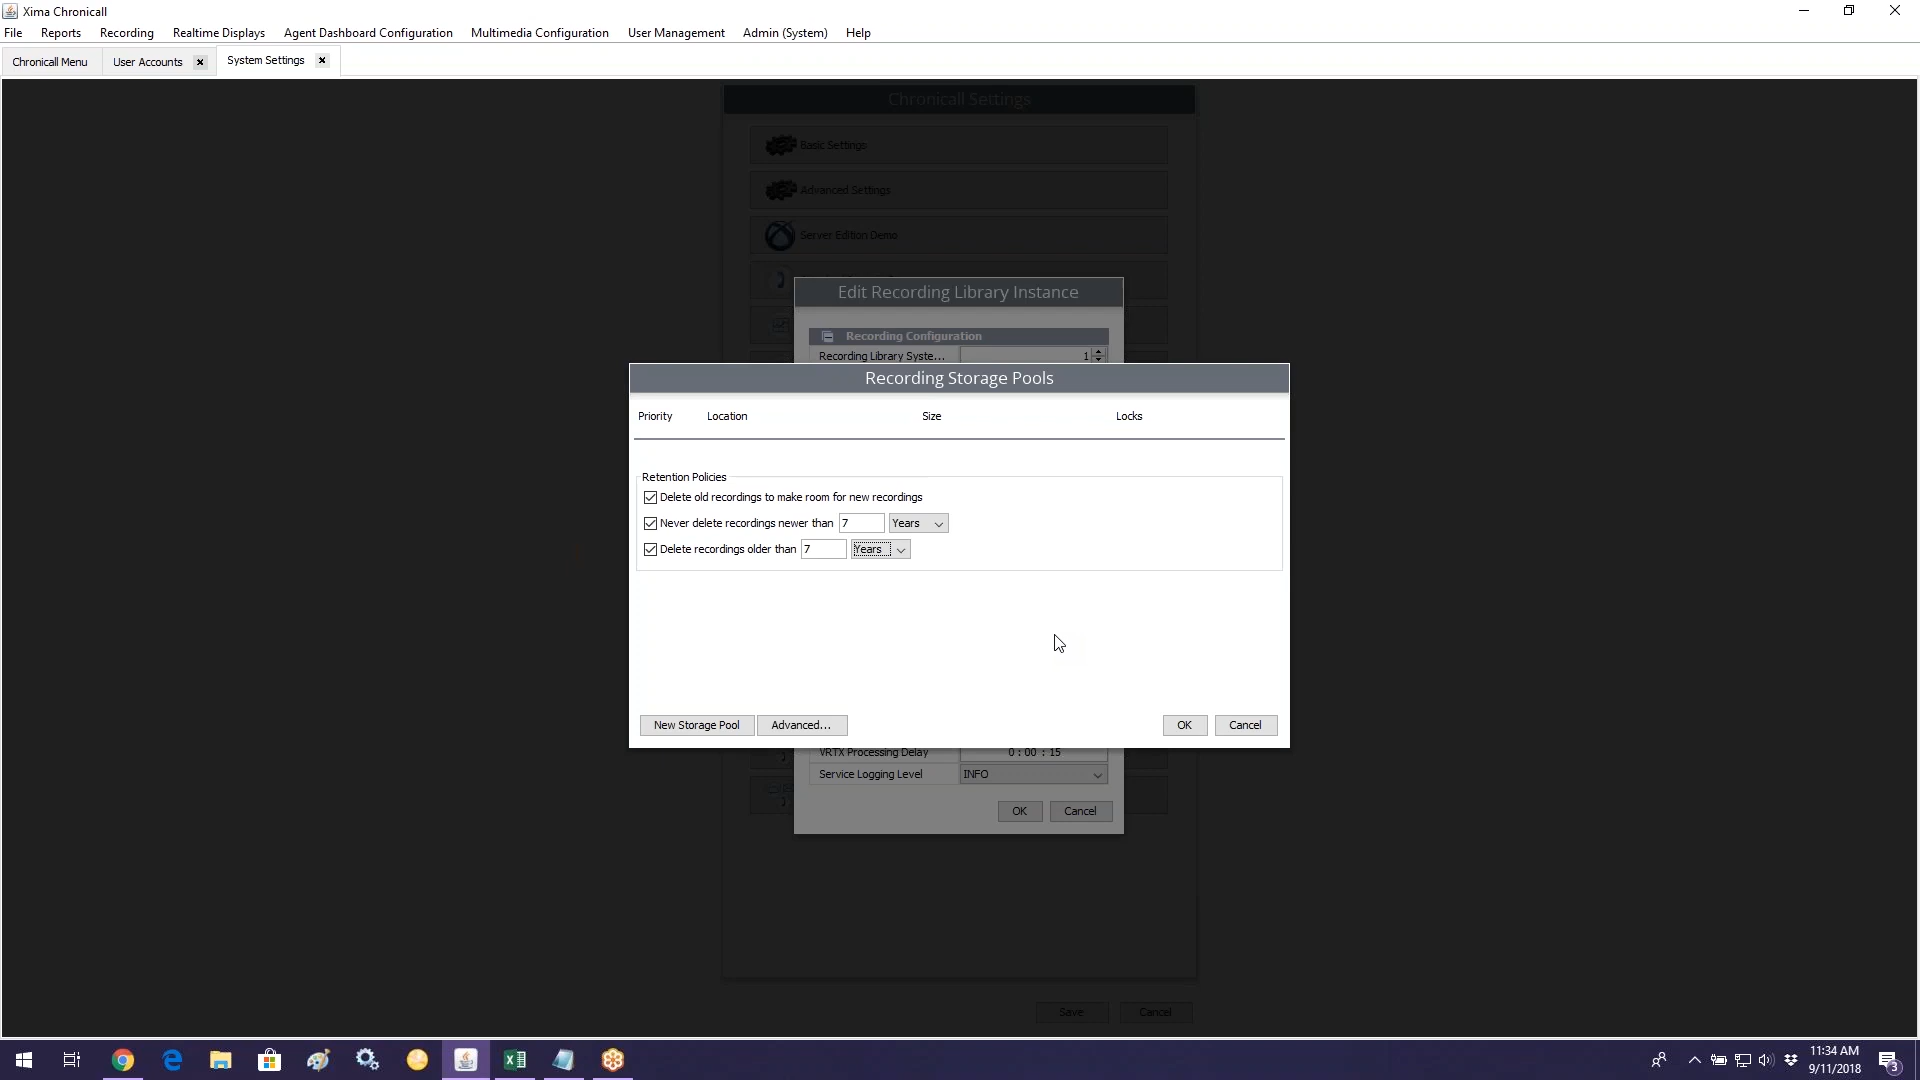 Xima Chronicall
File Reports Recording Realtime Displays Agent Dashboard Configuration Multimedia Configuration User Management Admin (System) Help
Chronicall Menu User Accounts System Settings
Chronicall Settings
Basic Settings
Advanced Settings
Server Edition Demo
Edit Recording Library Instance
Recording Configuration
Recording Library Syste... 1
Recording Storage Pools
Priority Location Size Locks
Retention Policies
Delete old recordings to make room for new recordings
Never delete recordings newer than 7 Years
Delete recordings older than 7 Years
New Storage Pool Advanced... OK Cancel
VRTX Processing Delay 0 : 00 : 15
Service Logging Level INFO
OK Cancel
Save Cancel
11:34 AM
9/11/2018
3